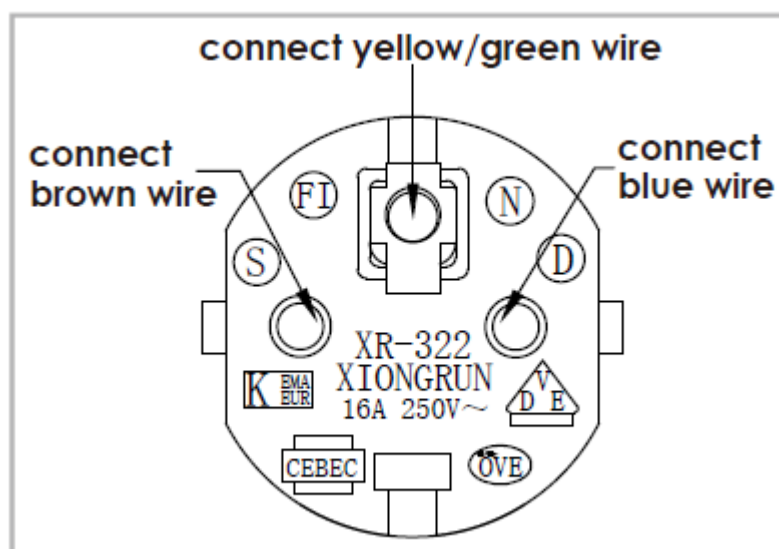 connect yellow/green wire
connect
brown wire
connect
blue wire
FI
N
S
D
XR-322
XIONGRUN
16A 250V~
K EMA
EUR
D V E
CEBEC
ÖVE